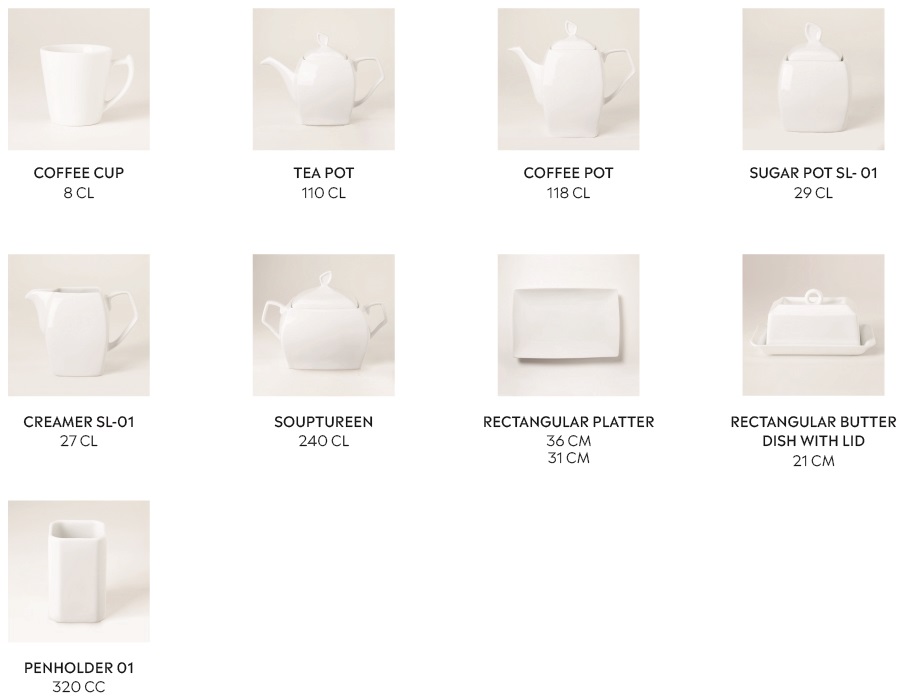 COFFEE CUP
8 CL
TEA POT
110 CL
COFFEE POT
118 CL
SUGAR POT SL- 01
29 CL
CREAMER SL-01
27 CL
SOUPTUREEN
240 CL
RECTANGULAR PLATTER
36 CM
31 CM
RECTANGULAR BUTTER
DISH WITH LID
21 CM
PENHOLDER 01
320 CC